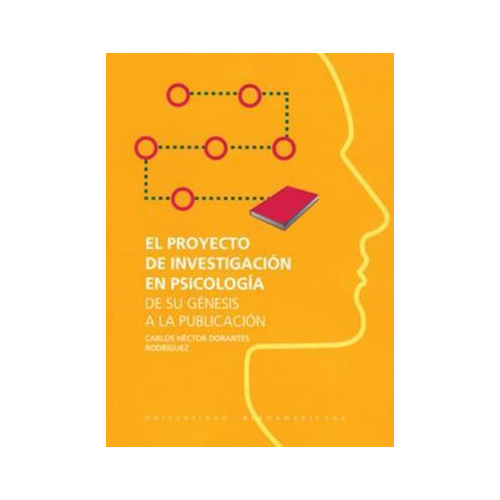 EL PROYECTO
DE INVESTIGACIÓN
EN PSICOLOGÍA
DE SU GÉNESIS
A LA PUBLICACIÓN
CARLOS HÉCTOR DORANTES
RODRÍGUEZ
UNIVERSIDAD IBEROAMERICANA